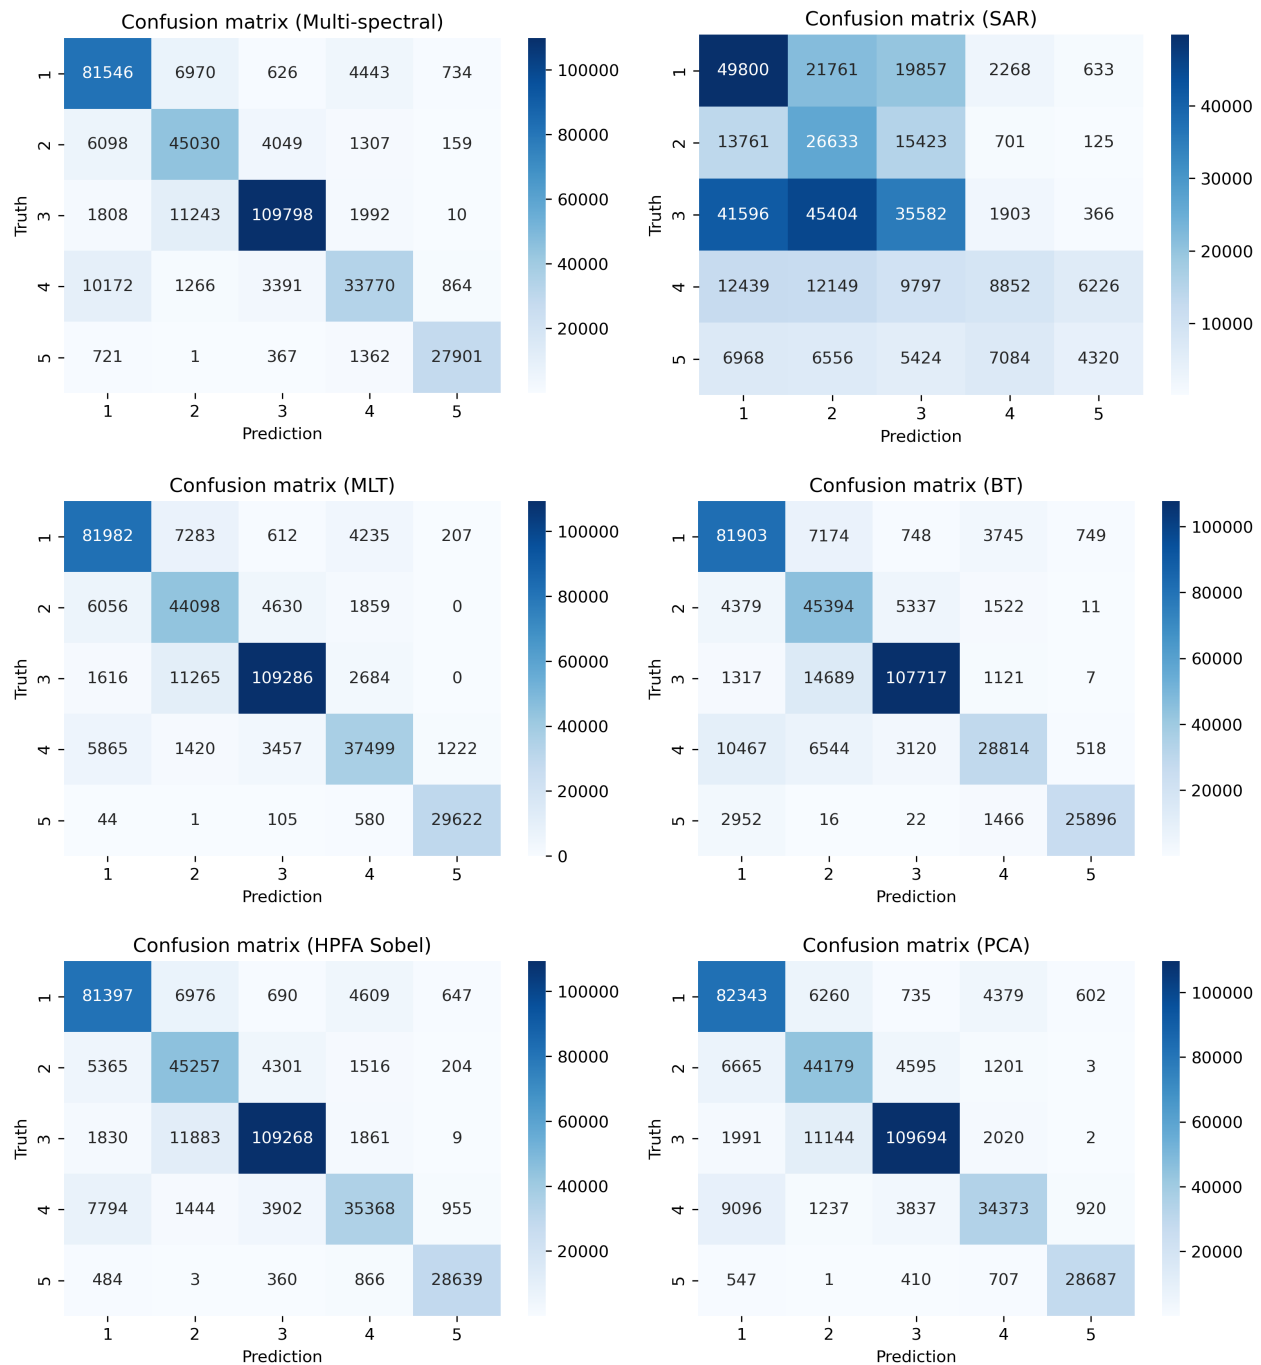 Confusion matrix (Multi-spectral)
Truth
1 81546 6970 626 4443 734
2 6098 45030 4049 1307 159
3 1808 11243 109798 1992 10
4 10172 1266 3391 33770 864
5 721 1 367 1362 27901
1 2 3 4 5
Prediction
100000
80000
60000
40000
20000
Confusion matrix (SAR)
Truth
1 49800 21761 19857 2268 633
2 13761 26633 15423 701 125
3 41596 45404 35582 1903 366
4 12439 12149 9797 8852 6226
5 6968 6556 5424 7084 4320
1 2 3 4 5
Prediction
40000
30000
20000
10000
Confusion matrix (MLT)
Truth
1 81982 7283 612 4235 207
2 6056 44098 4630 1859 0
3 1616 11265 109286 2684 0
4 5865 1420 3457 37499 1222
5 44 1 105 580 29622
1 2 3 4 5
Prediction
100000
80000
60000
40000
20000
0
Confusion matrix (BT)
Truth
1 81903 7174 748 3745 749
2 4379 45394 5337 1522 11
3 1317 14689 107717 1121 7
4 10467 6544 3120 28814 518
5 2952 16 22 1466 25896
1 2 3 4 5
Prediction
100000
80000
60000
40000
20000
Confusion matrix (HPFA Sobel)
Truth
1 81397 6976 690 4609 647
2 5365 45257 4301 1516 204
3 1830 11883 109268 1861 9
4 7794 1444 3902 35368 955
5 484 3 360 866 28639
1 2 3 4 5
Prediction
100000
80000
60000
40000
20000
Confusion matrix (PCA)
Truth
1 82343 6260 735 4379 602
2 6665 44179 4595 1201 3
3 1991 11144 109694 2020 2
4 9096 1237 3837 34373 920
5 547 1 410 707 28687
1 2 3 4 5
Prediction
100000
80000
60000
40000
20000